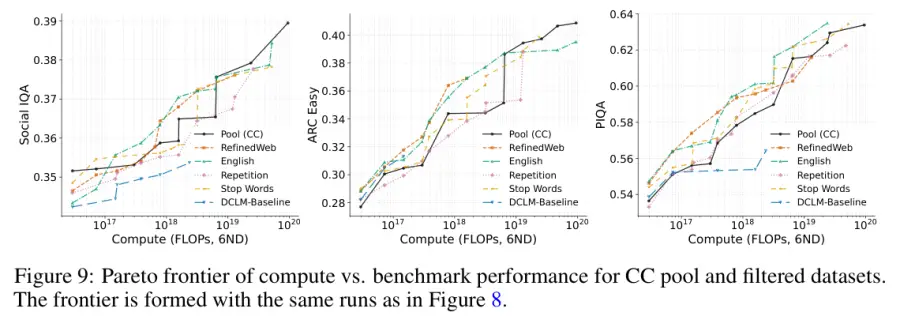 0.39
0.38
0.37
0.36
0.35
Social IQA
Pool (CC)
RefinedWeb
English
Repetition
Stop Words
DCLM-Baseline
10^17
10^18
10^19
10^20
Compute (FLOPs, 6ND)
0.40
0.38
0.36
0.34
0.32
0.30
0.28
ARC Easy
Pool (CC)
RefinedWeb
English
Repetition
Stop Words
DCLM-Baseline
10^17
10^18
10^19
10^20
Compute (FLOPs, 6ND)
0.64
0.62
0.60
0.58
0.56
0.54
PIQA
Pool (CC)
RefinedWeb
English
Repetition
Stop Words
DCLM-Baseline
10^17
10^18
10^19
10^20
Compute (FLOPs, 6ND)
Figure 9: Pareto frontier of compute vs. benchmark performance for CC pool and filtered datasets.
The frontier is formed with the same runs as in Figure 8.